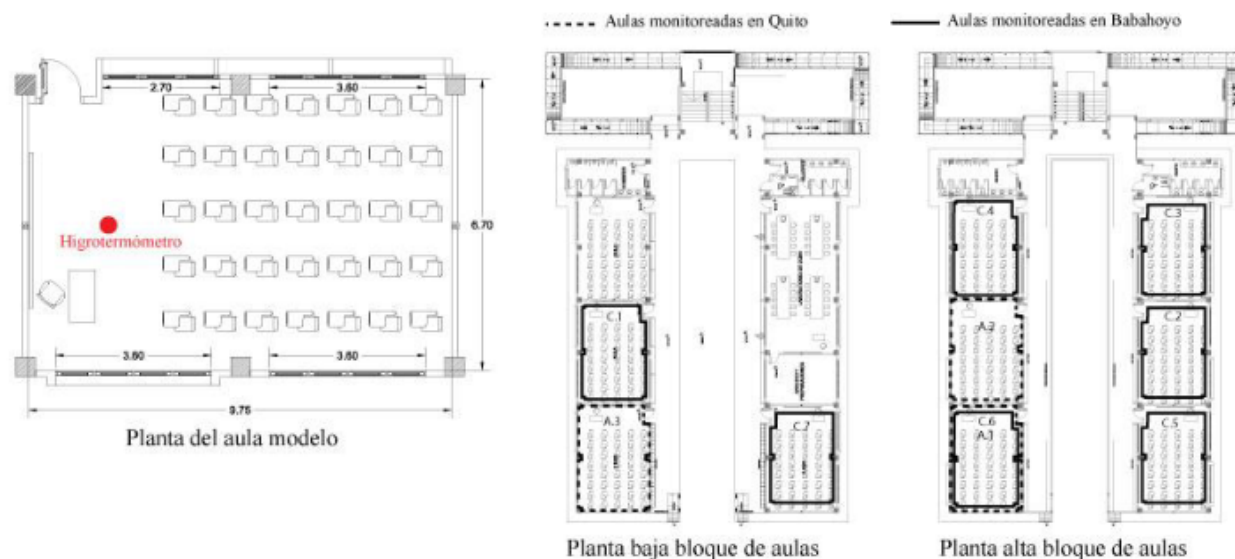 Aulas monitoreadas en Quito
Aulas monitoreadas en Babahoyo
2.70
3.60
Higrotermómetro
6.70
3.60
3.60
9.75
Planta del aula modelo
C.1
A.3
C.7
Planta baja bloque de aulas
C.4
C.3
A.2
C.2
C.6
A.1
C.5
Planta alta bloque de aulas